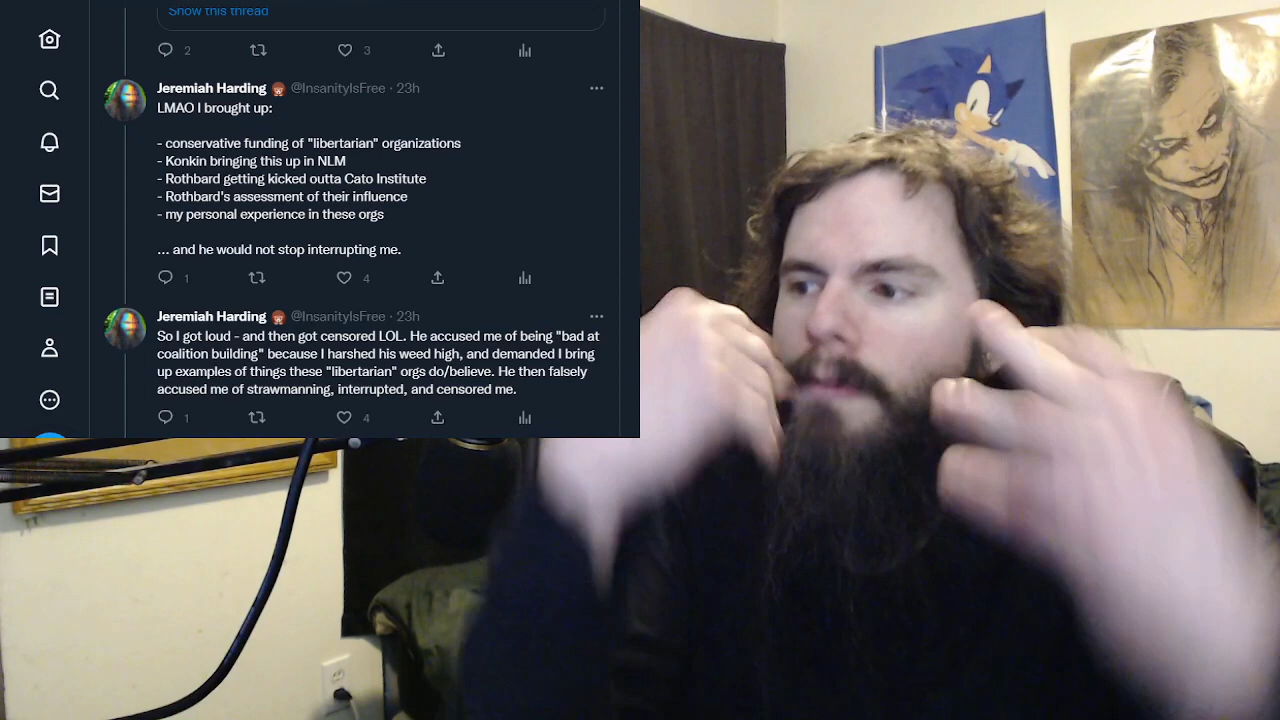 Show this thread
2
3
Jeremiah Harding @InsanityIsFree · 23h
LMAO I brought up:
- conservative funding of "libertarian" organizations
- Konkin bringing this up in NLM
- Rothbard getting kicked outta Cato Institute
- Rothbard's assessment of their influence
- my personal experience in these orgs
... and he would not stop interrupting me.
1
4
Jeremiah Harding @InsanityIsFree · 23h
So I got loud - and then got censored LOL. He accused me of being "bad at
coalition building" because I harshed his weed high, and demanded I bring
up examples of things these "libertarian" orgs do/believe. He then falsely
accused me of strawmanning, interrupted, and censored me.
1
4